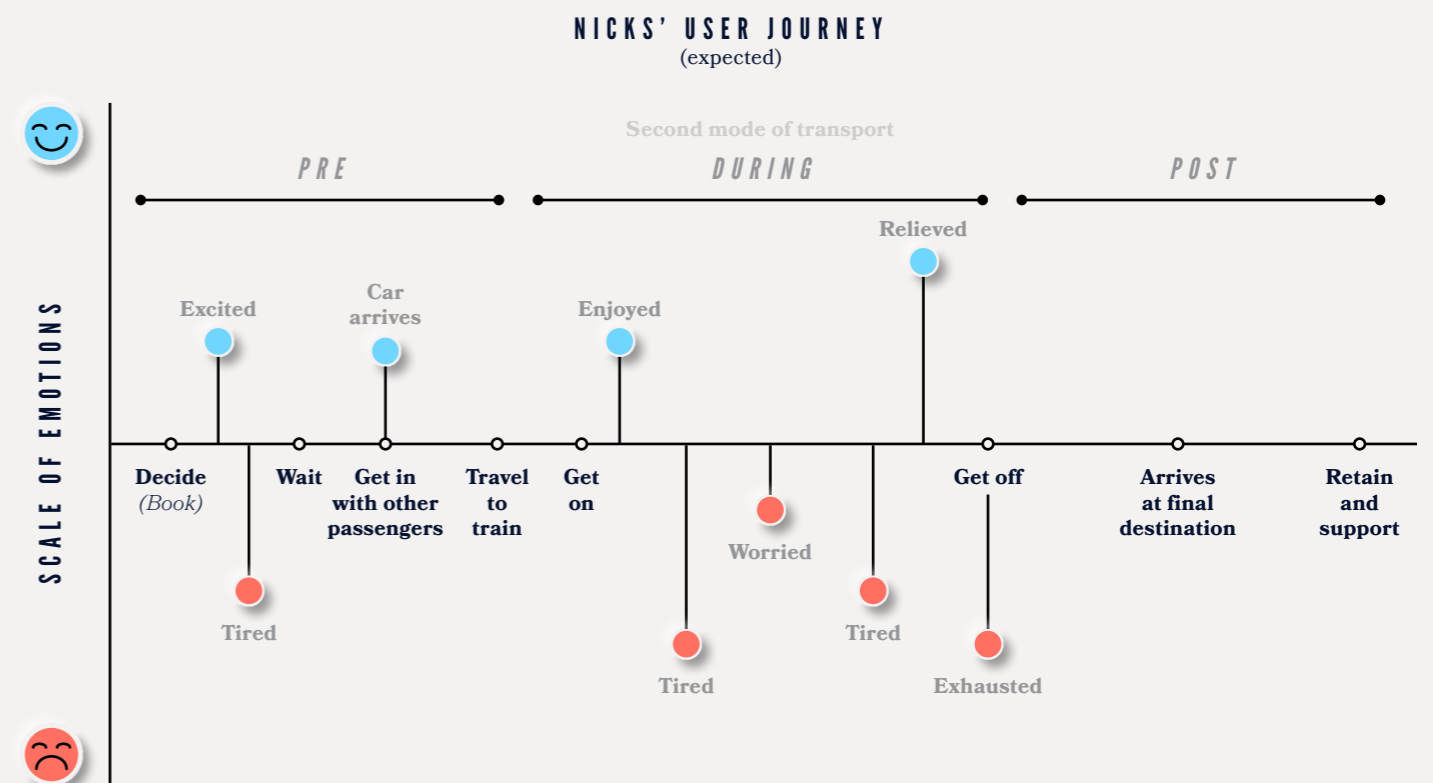 NICKS' USER JOURNEY
(expected)
Second mode of transport
PRE
DURING
POST
SCALE OF EMOTIONS
Relieved
Excited
Car
arrives
Enjoyed
Decide
(Book)
Wait
Get in
with other
passengers
Travel
to
train
Get
on
Get off
Arrives
at final
destination
Retain
and
support
Worried
Tired
Tired
Tired
Exhausted